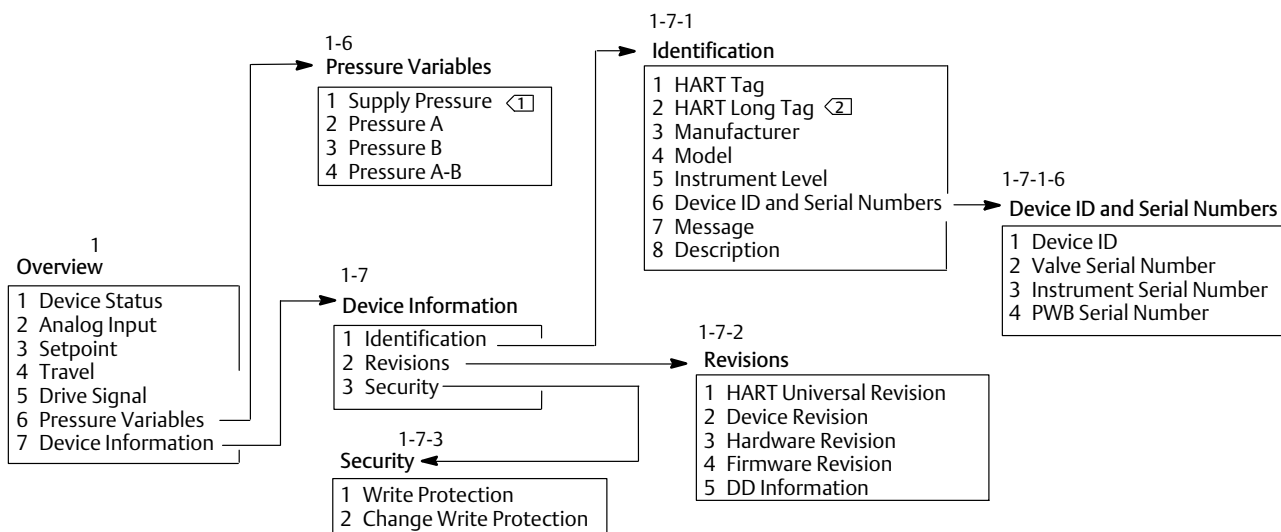 1
Overview
1 Device Status
2 Analog Input
3 Setpoint
4 Travel
5 Drive Signal
6 Pressure Variables
7 Device Information
1-6
Pressure Variables
1 Supply Pressure 1
2 Pressure A
3 Pressure B
4 Pressure A-B
1-7
Device Information
1 Identification
2 Revisions
3 Security
1-7-3
Security
1 Write Protection
2 Change Write Protection
1-7-1
Identification
1 HART Tag
2 HART Long Tag 2
3 Manufacturer
4 Model
5 Instrument Level
6 Device ID and Serial Numbers
7 Message
8 Description
1-7-2
Revisions
1 HART Universal Revision
2 Device Revision
3 Hardware Revision
4 Firmware Revision
5 DD Information
1-7-1-6
Device ID and Serial Numbers
1 Device ID
2 Valve Serial Number
3 Instrument Serial Number
4 PWB Serial Number